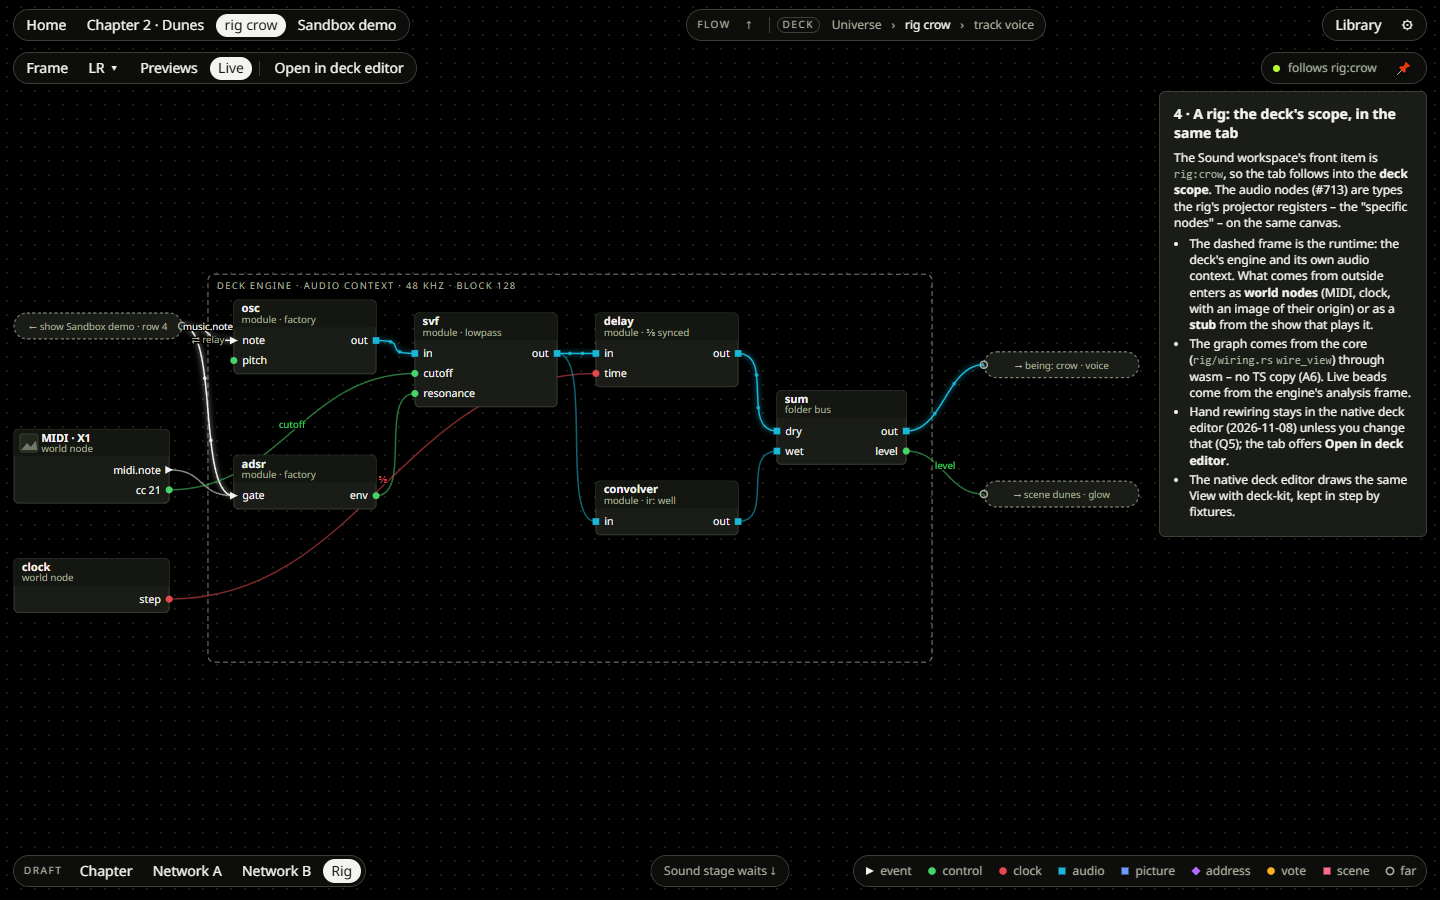 Home Chapter 2 · Dunes rig crow Sandbox demo
FLOW ↑ DECK Universe › rig crow › track voice
Library
Frame LR ▾ Previews Live Open in deck editor
follows rig:crow
4 · A rig: the deck's scope, in the
same tab
The Sound workspace's front item is
rig:crow, so the tab follows into the deck
scope. The audio nodes (#713) are types
the rig's projector registers – the "specific
nodes" – on the same canvas.
• The dashed frame is the runtime: the
deck's engine and its own audio
context. What comes from outside
enters as world nodes (MIDI, clock,
with an image of their origin) or as a
stub from the show that plays it.
• The graph comes from the core
(rig/wiring.rs wire_view) through
wasm – no TS copy (A6). Live beads
come from the engine's analysis frame.
• Hand rewiring stays in the native deck
editor (2026-11-08) unless you change
that (Q5); the tab offers Open in deck
editor.
• The native deck editor draws the same
View with deck-kit, kept in step by
fixtures.
DECK ENGINE · AUDIO CONTEXT · 48 KHZ · BLOCK 128
← show Sandbox demo · row 4
music.note
⇌ relay
osc
module · factory
note out
pitch
svf
module · lowpass
in out
cutoff
resonance
delay
module · ⅜ synced
in out
time
sum
folder bus
dry out
wet level
→ being: crow · voice
cutoff
MIDI · X1
world node
midi.note
cc 21
adsr
module · factory
gate env
⅜
convolver
module · ir: well
in out
level
→ scene dunes · glow
clock
world node
step
DRAFT Chapter Network A Network B Rig
Sound stage waits ↓
event control clock audio picture address vote scene far